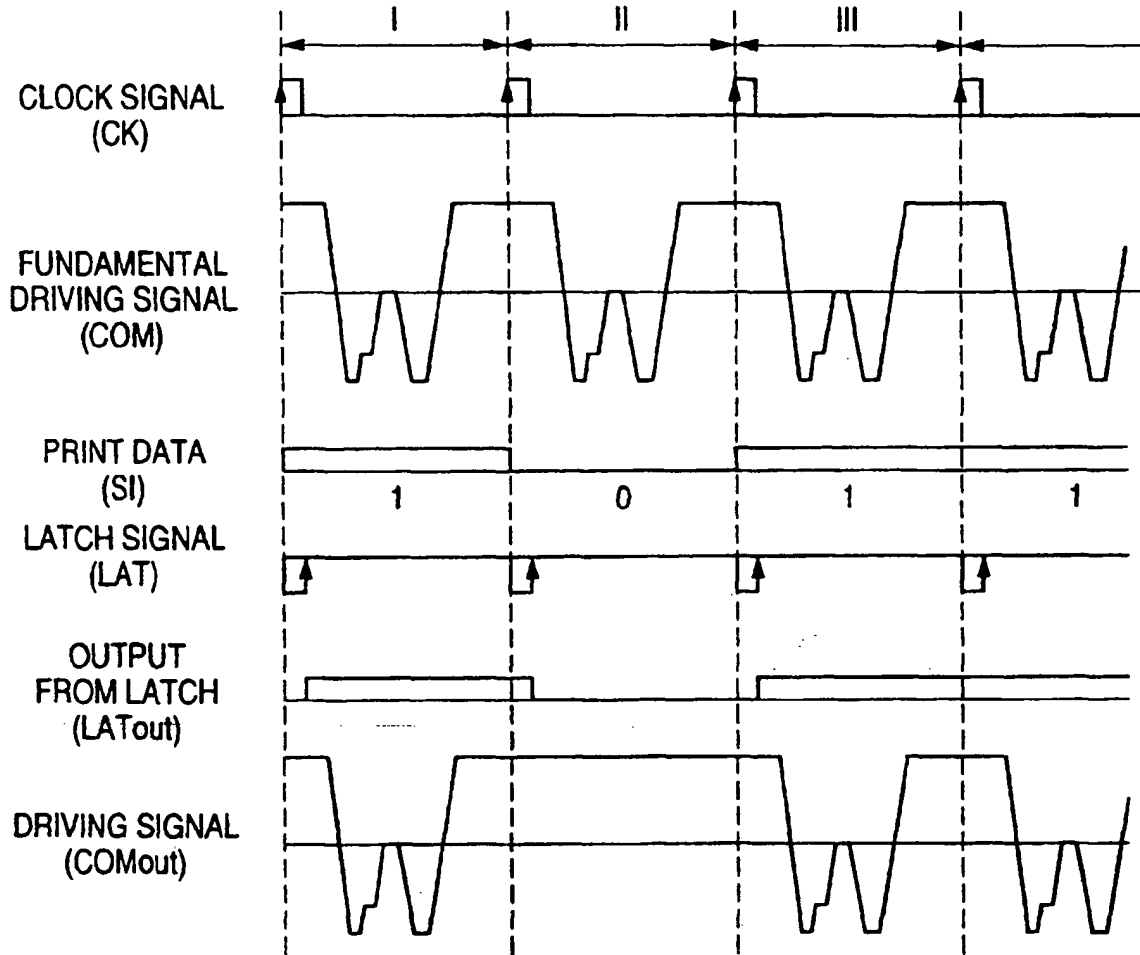 I II III
CLOCK SIGNAL
(CK)
FUNDAMENTAL
DRIVING SIGNAL
(COM)
PRINT DATA
(SI)
1 0 1 1
LATCH SIGNAL
(LAT)
OUTPUT
FROM LATCH
(LATout)
DRIVING SIGNAL
(COMout)